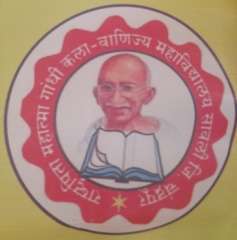 राष्ट्रपिता महात्मा गांधी कला-वाणिज्य महाविद्यालय सावली जि. चंद्रपूर